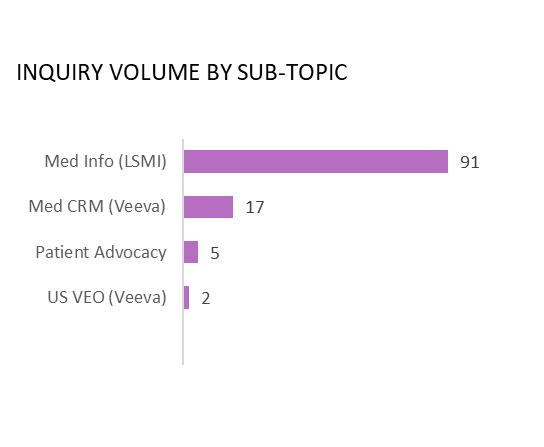 INQUIRY VOLUME BY SUB-TOPIC
Med Info (LSMI) 91
Med CRM (Veeva) 17
Patient Advocacy 5
US VEO (Veeva) 2